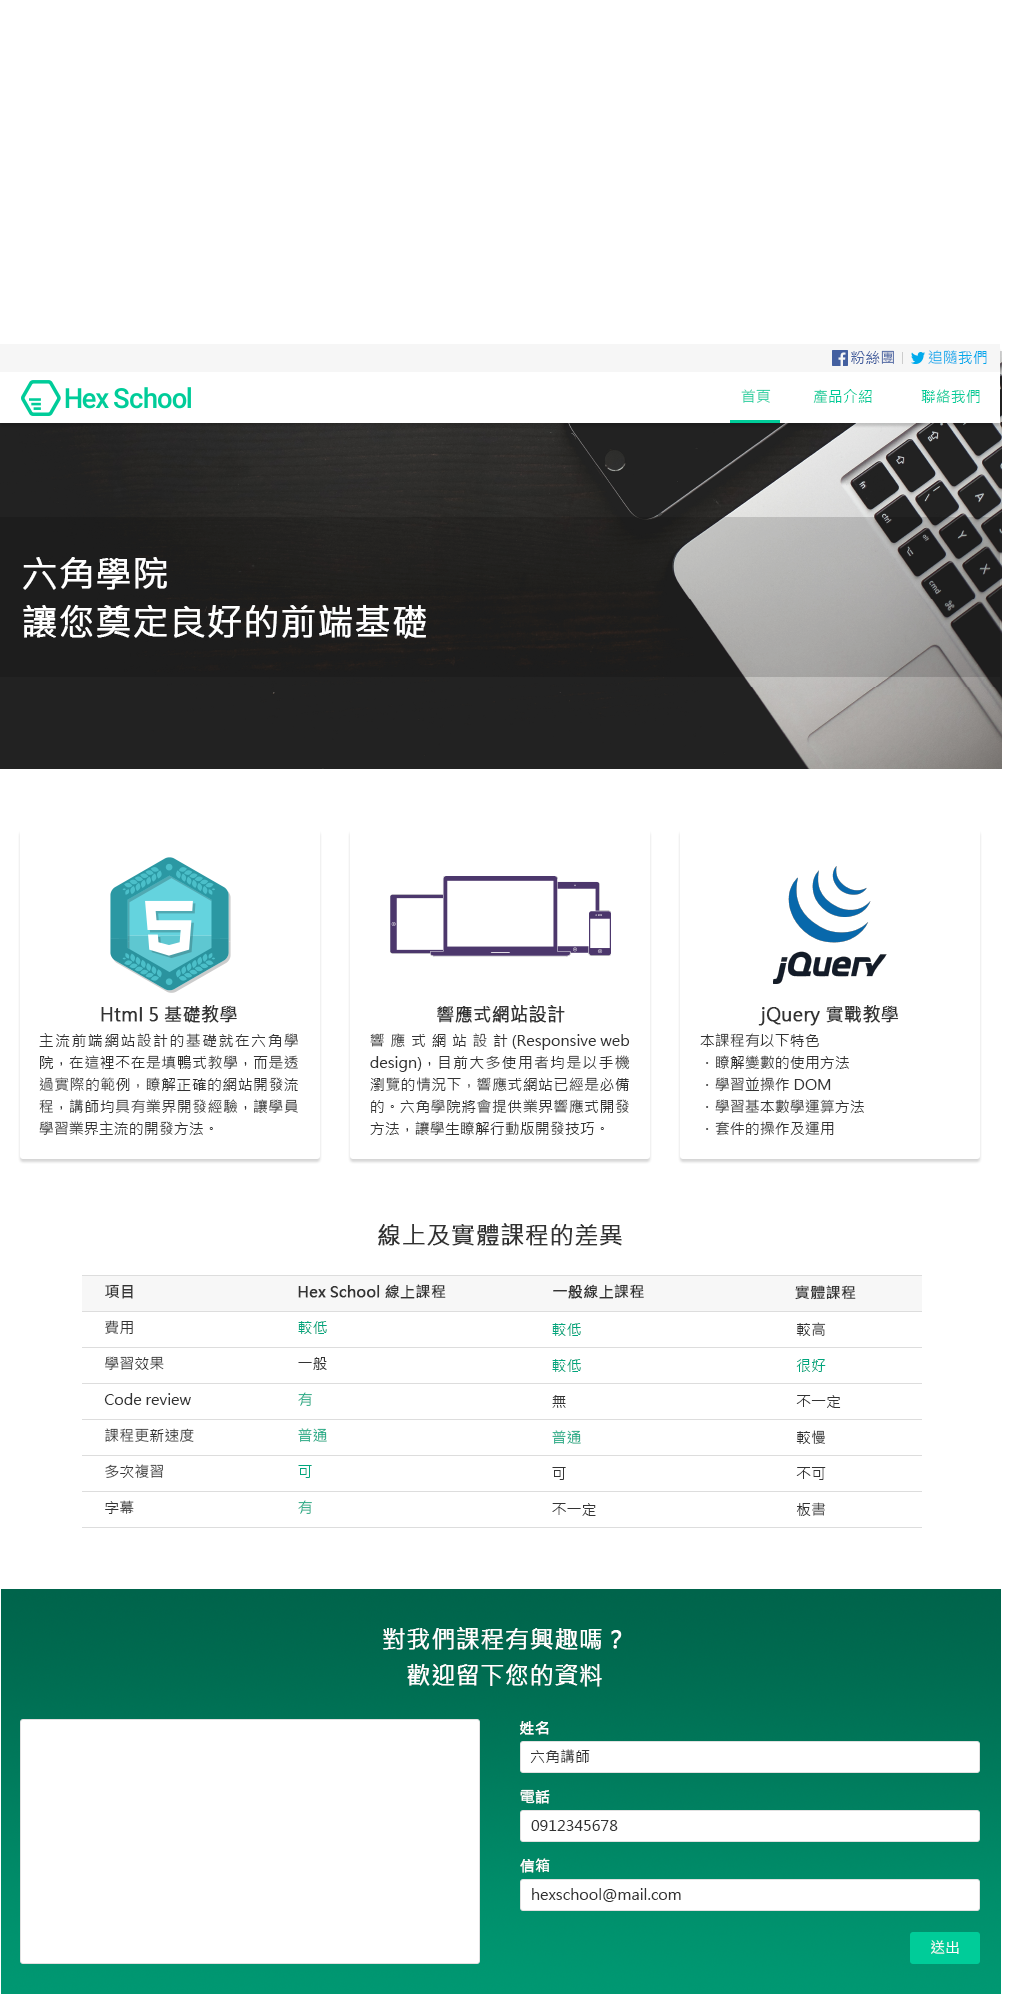 粉絲團 | 追隨我們
Hex School
首頁 產品介紹 聯絡我們
六角學院
讓您奠定良好的前端基礎
fn
ctrl
alt
cmd ⌘
A
Y
X
5
Html 5 基礎教學
主流前端網站設計的基礎就在六角學
院，在這裡不在是填鴨式教學，而是透
過實際的範例，瞭解正確的網站開發流
程，講師均具有業界開發經驗，讓學員
學習業界主流的開發方法。
響應式網站設計
響應式網站設計(Responsive web
design)，目前大多使用者均是以手機
瀏覽的情況下，響應式網站已經是必備
的。六角學院將會提供業界響應式開發
方法，讓學生瞭解行動版開發技巧。
jQuery
jQuery 實戰教學
本課程有以下特色
．瞭解變數的使用方法
．學習並操作 DOM
．學習基本數學運算方法
．套件的操作及運用
線上及實體課程的差異
項目 Hex School 線上課程 一般線上課程 實體課程
費用 較低 較低 較高
學習效果 一般 較低 很好
Code review 有 無 不一定
課程更新速度 普通 普通 較慢
多次複習 可 可 不可
字幕 有 不一定 板書
對我們課程有興趣嗎？
歡迎留下您的資料
姓名
六角講師
電話
0912345678
信箱
hexschool@mail.com
送出